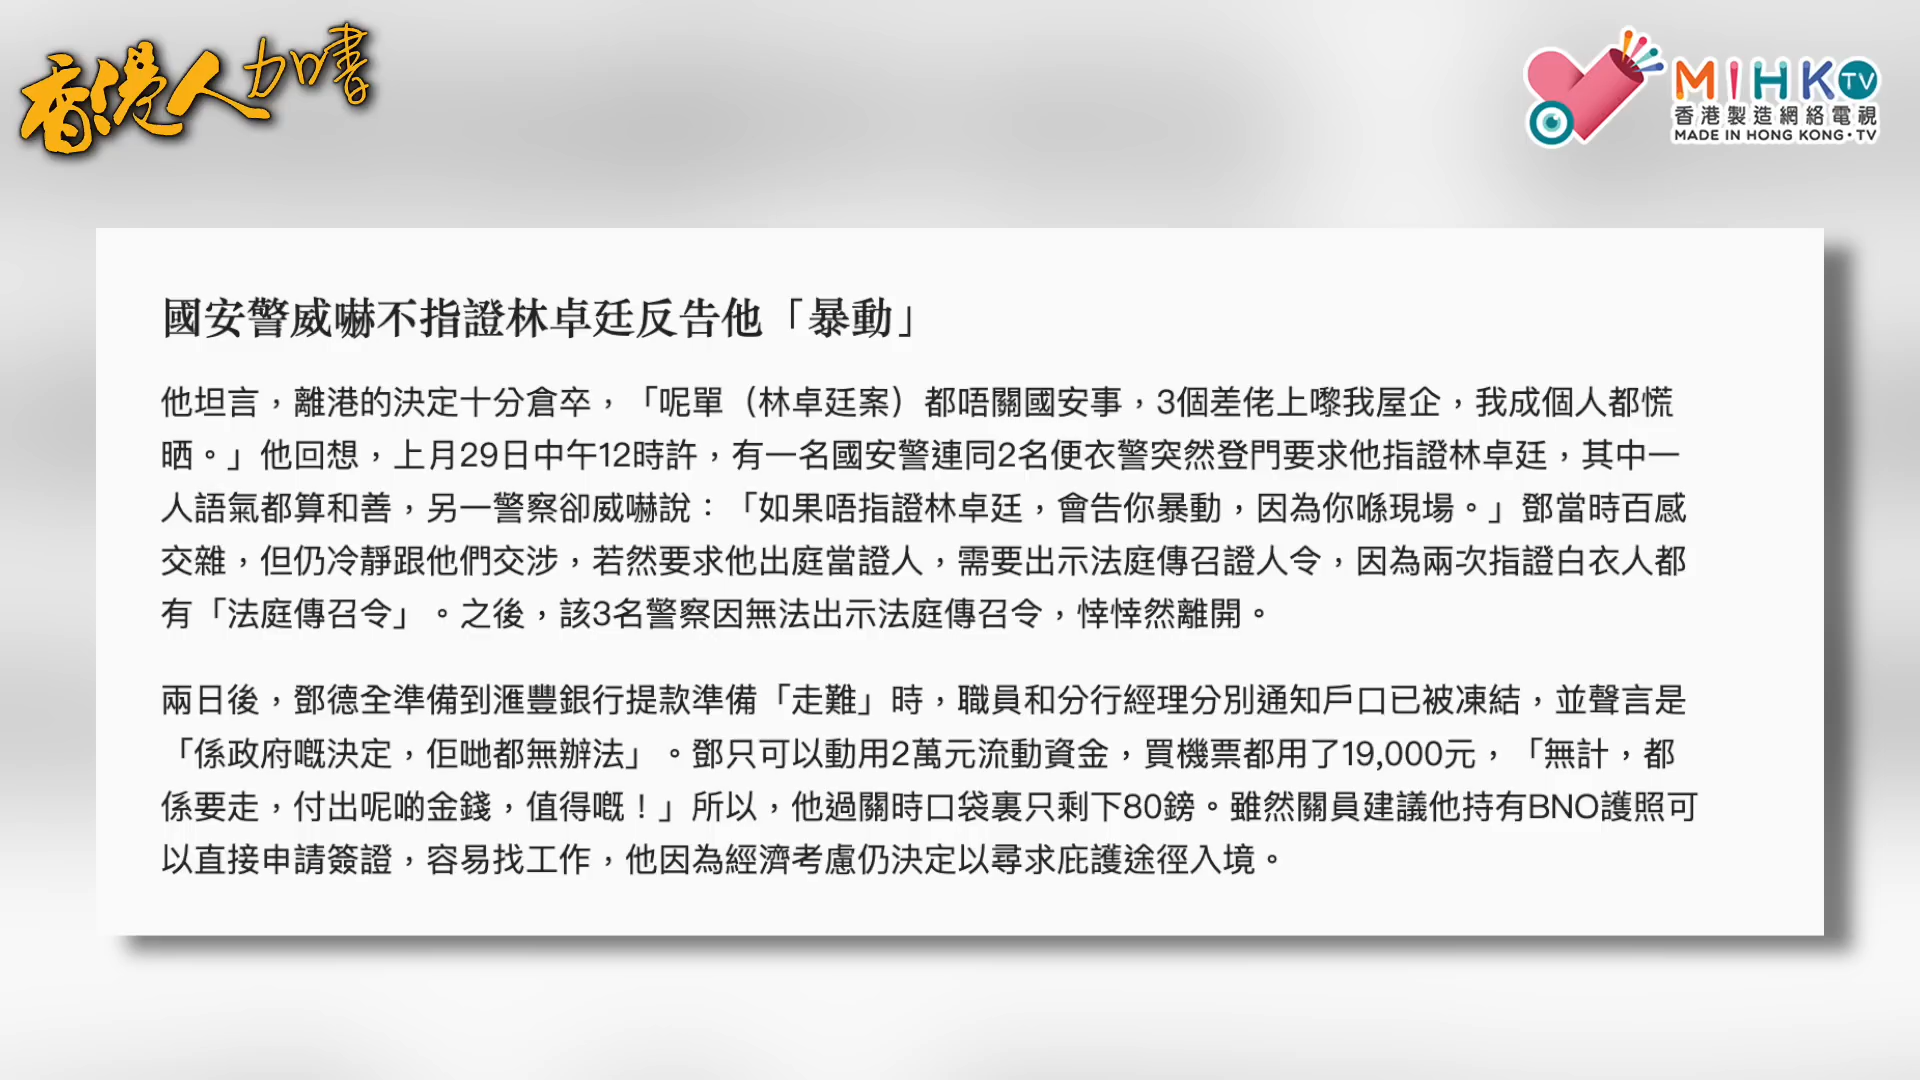 香港人加嘥
MIHK TV
香港製造網絡電視
MADE IN HONG KONG・TV
國安警威嚇不指證林卓廷反告他「暴動」
他坦言，離港的決定十分倉卒，「呢單（林卓廷案）都唔關國安事，3個差佬上嚟我屋企，我成個人都慌
晒。」他回想，上月29日中午12時許，有一名國安警連同2名便衣警突然登門要求他指證林卓廷，其中一
人語氣都算和善，另一警察卻威嚇說：「如果唔指證林卓廷，會告你暴動，因為你喺現場。」鄧當時百感
交雜，但仍冷靜跟他們交涉，若然要求他出庭當證人，需要出示法庭傳召證人令，因為兩次指證白衣人都
有「法庭傳召令」。之後，該3名警察因無法出示法庭傳召令，悻悻然離開。
兩日後，鄧德全準備到滙豐銀行提款準備「走難」時，職員和分行經理分別通知戶口已被凍結，並聲言是
「係政府嘅決定，佢哋都無辦法」。鄧只可以動用2萬元流動資金，買機票都用了19,000元，「無計，都
係要走，付出呢啲金錢，值得嘅！」所以，他過關時口袋裏只剩下80鎊。雖然關員建議他持有BNO護照可
以直接申請簽證，容易找工作，他因為經濟考慮仍決定以尋求庇護途徑入境。